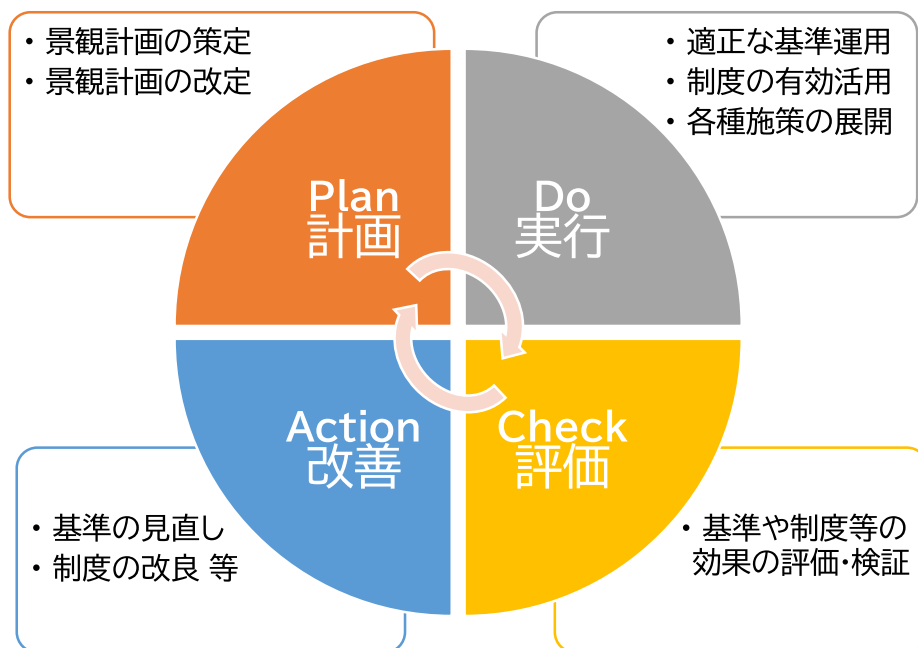 ・景観計画の策定
・景観計画の改定
・適正な基準運用
・制度の有効活用
・各種施策の展開
Plan
計画
Do
実行
Action
改善
Check
評価
・基準の見直し
・制度の改良 等
・基準や制度等の
効果の評価・検証